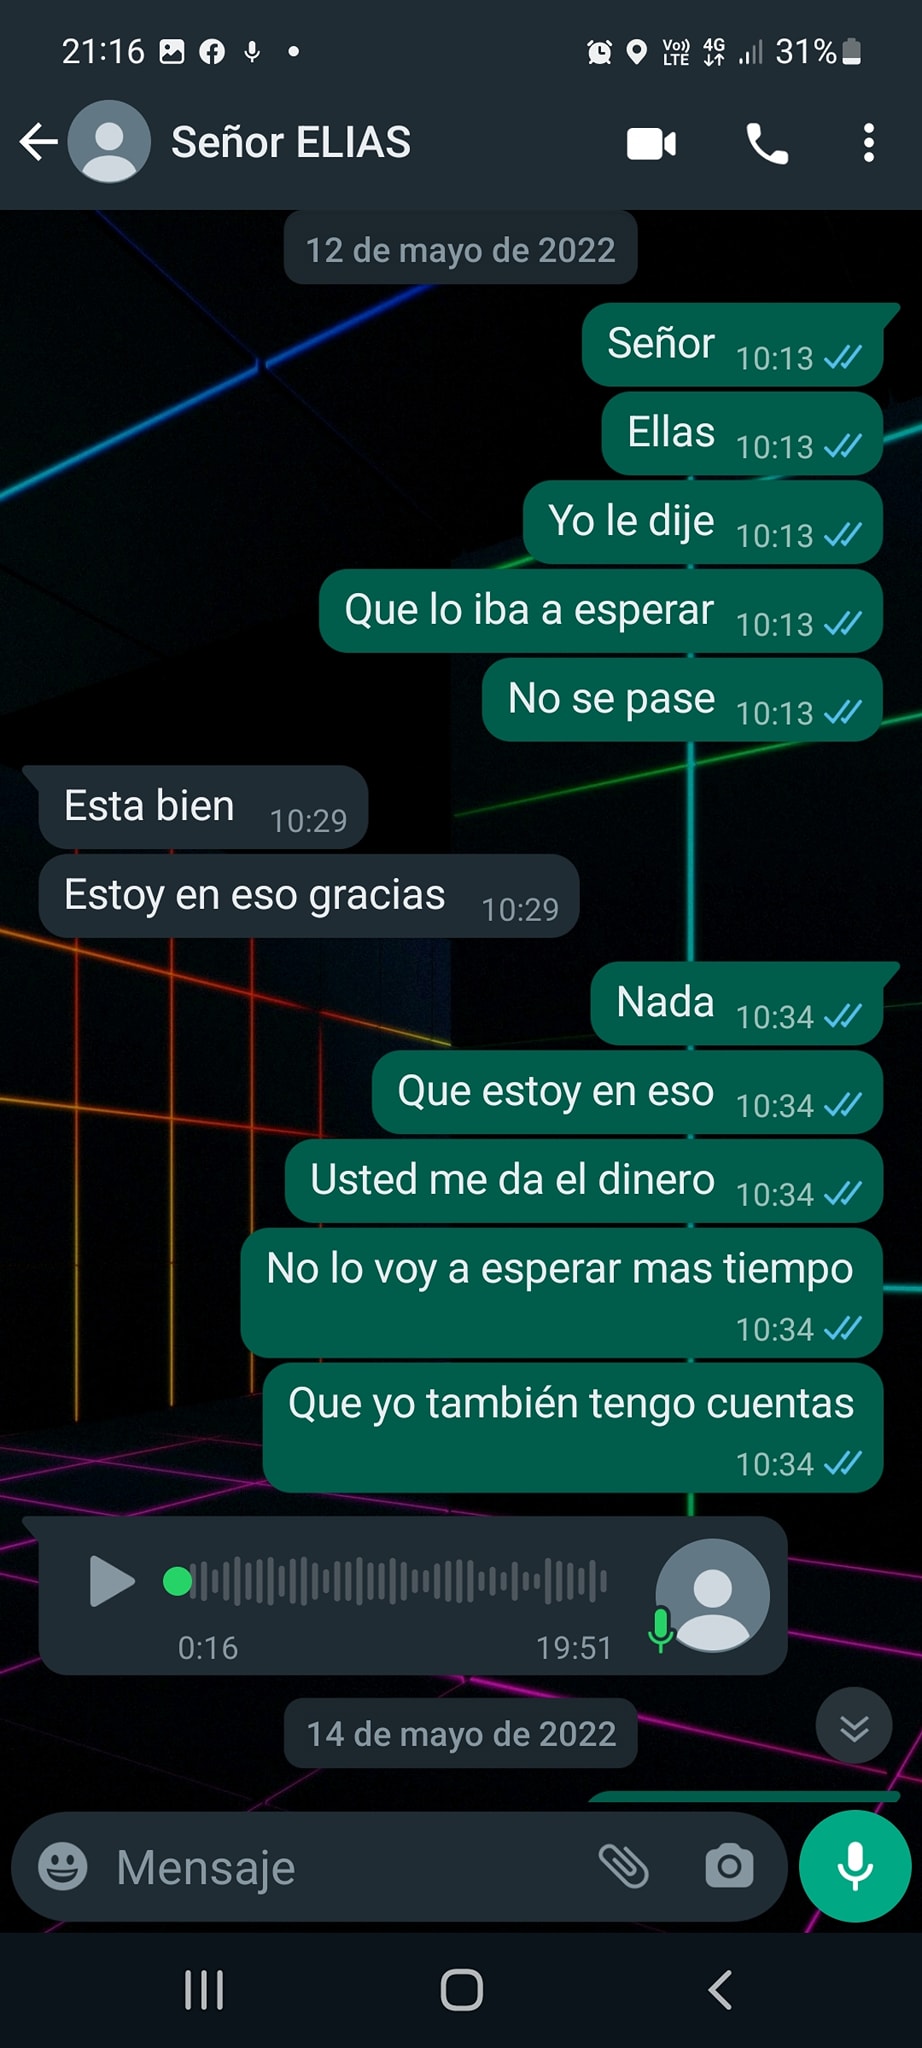 21:16
Vo)) LTE 4G 31%
Señor ELIAS
12 de mayo de 2022
Señor 10:13
Ellas 10:13
Yo le dije 10:13
Que lo iba a esperar 10:13
No se pase 10:13
Esta bien 10:29
Estoy en eso gracias 10:29
Nada 10:34
Que estoy en eso 10:34
Usted me da el dinero 10:34
No lo voy a esperar mas tiempo
10:34
Que yo también tengo cuentas
10:34
0:16 19:51
14 de mayo de 2022
Mensaje